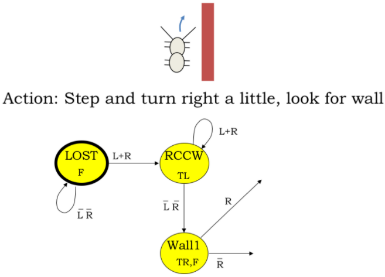 Action: Step and turn right a little, look for wall
L+R
LOST
F
L+R
RCCW
TL
L̄ R̄
L̄ R̄
R
Wall1
TR,F
R̄